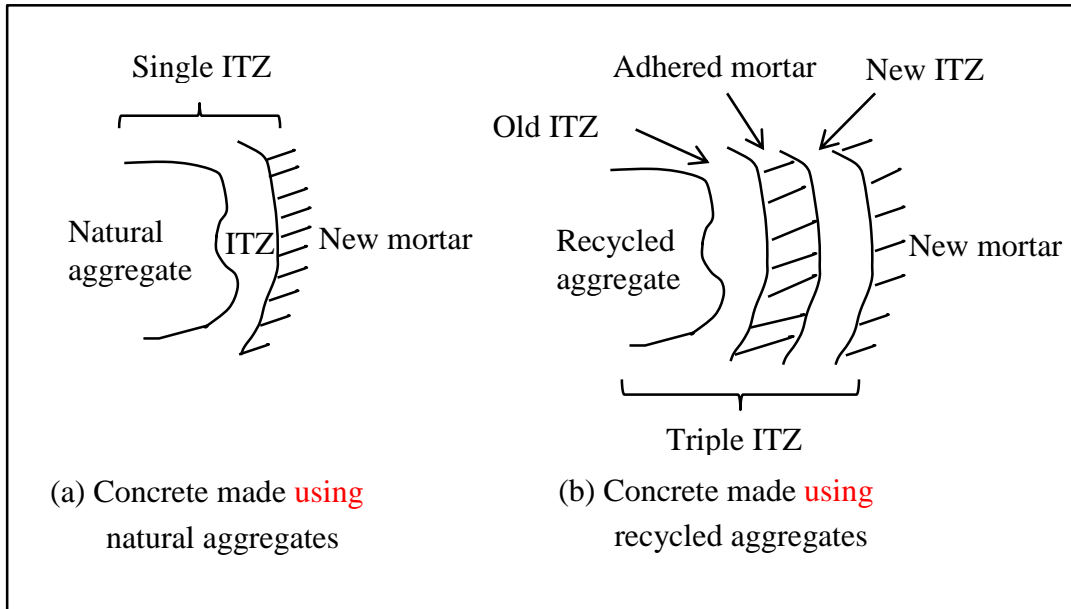 Single ITZ
Natural
aggregate
ITZ
New mortar
(a) Concrete made using
natural aggregates
Adhered mortar
New ITZ
Old ITZ
Recycled
aggregate
New mortar
Triple ITZ
(b) Concrete made using
recycled aggregates